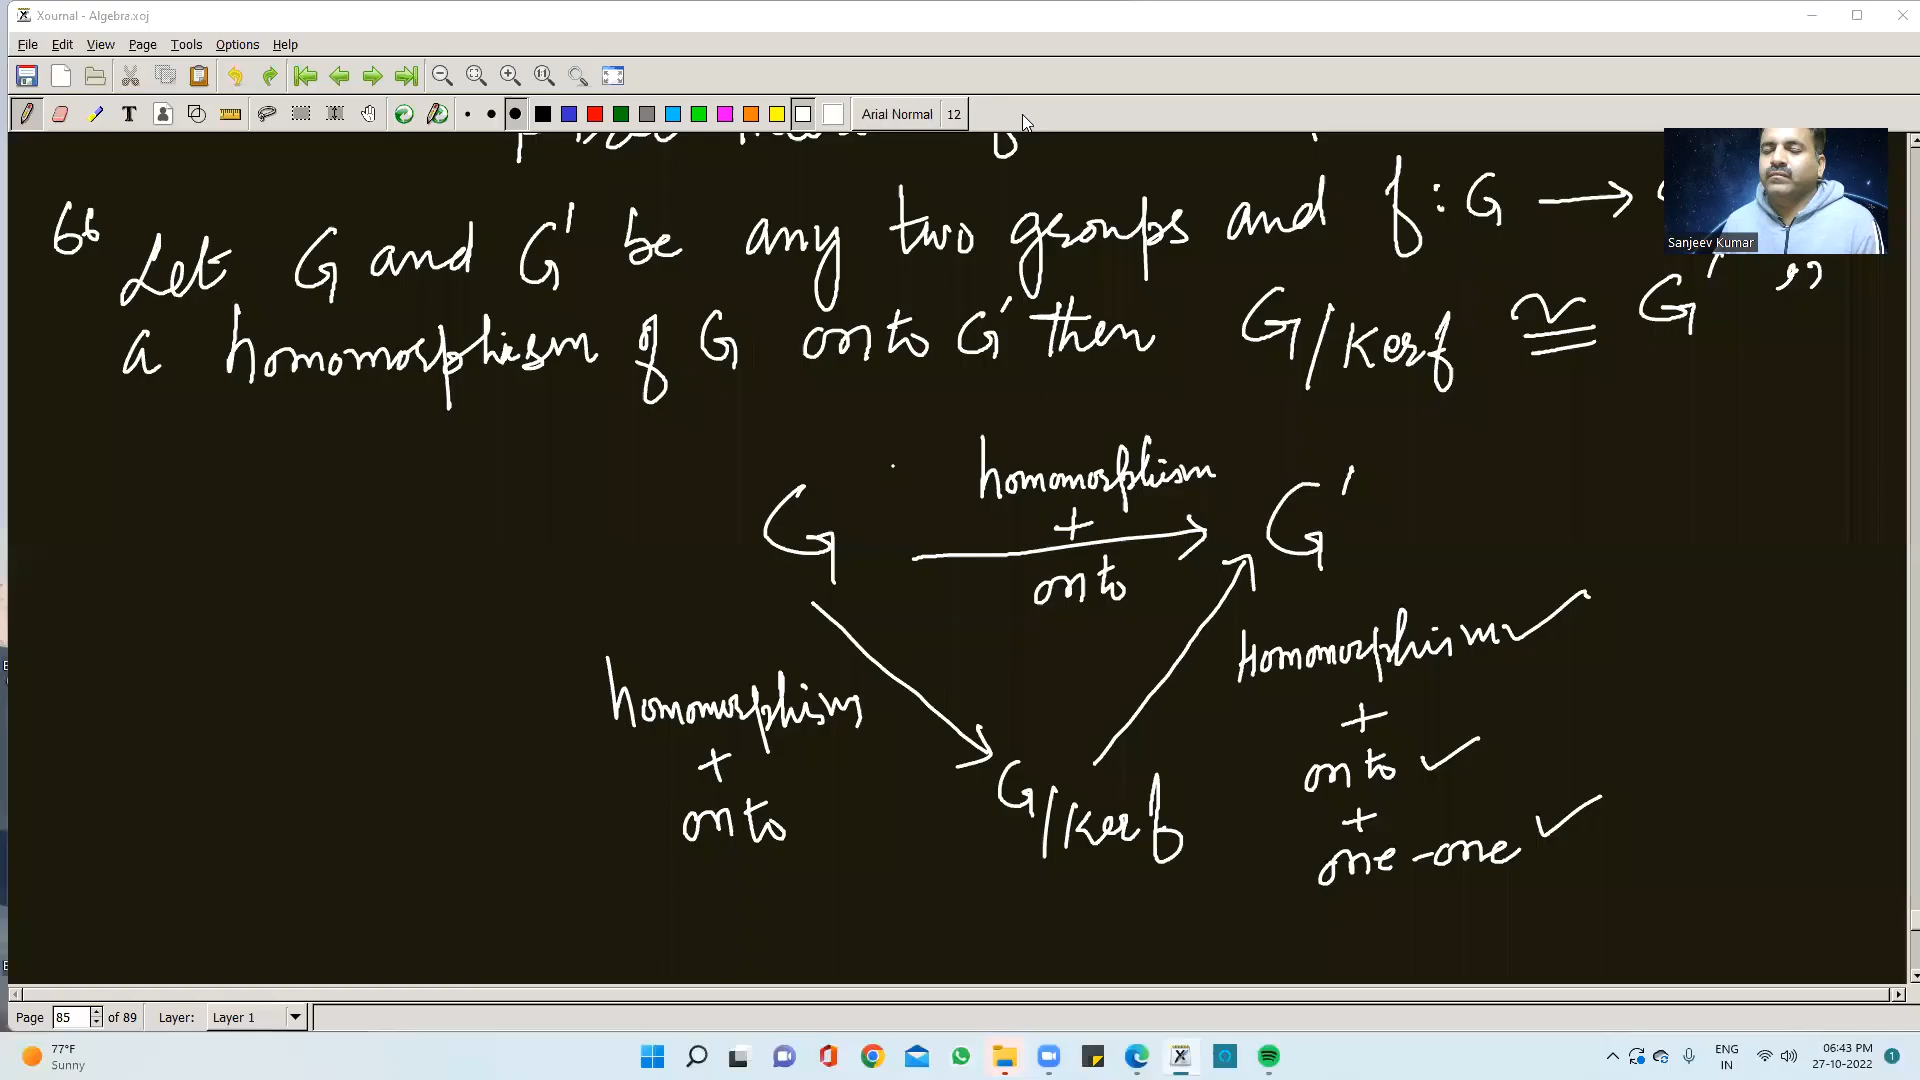 Xournal - Algebra.xoj
File Edit View Page Tools Options Help
Arial Normal 12
“ Let G and G' be any two groups and f : G →
a homomorphism of G onto G' then G/Kerf ≅ G' ”
Sanjeev Kumar
homomorphism
G + G'
onto
homomorphism
+
onto
Homomorphism ✓
+
onto ✓
+
one-one ✓
G/Kerf
Page 85 of 89 Layer: Layer 1
77°F
Sunny
ENG
IN
06:43 PM
27-10-2022
1